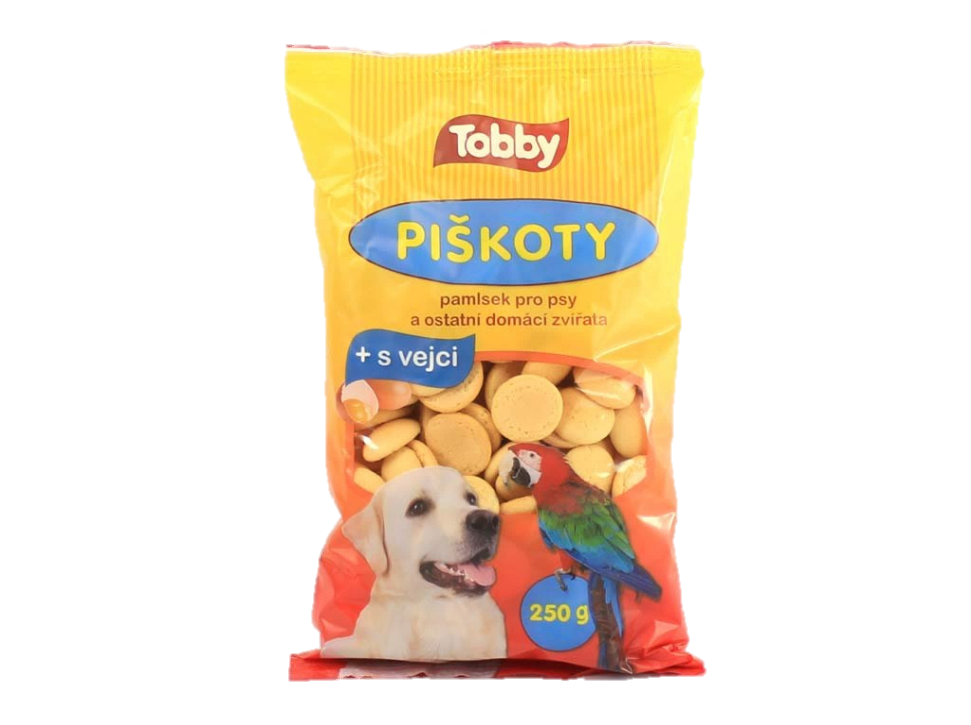 Tobby
PIŠKOTY
pamlsek pro psy
a ostatní domácí zvířata
+ s vejci
250 g